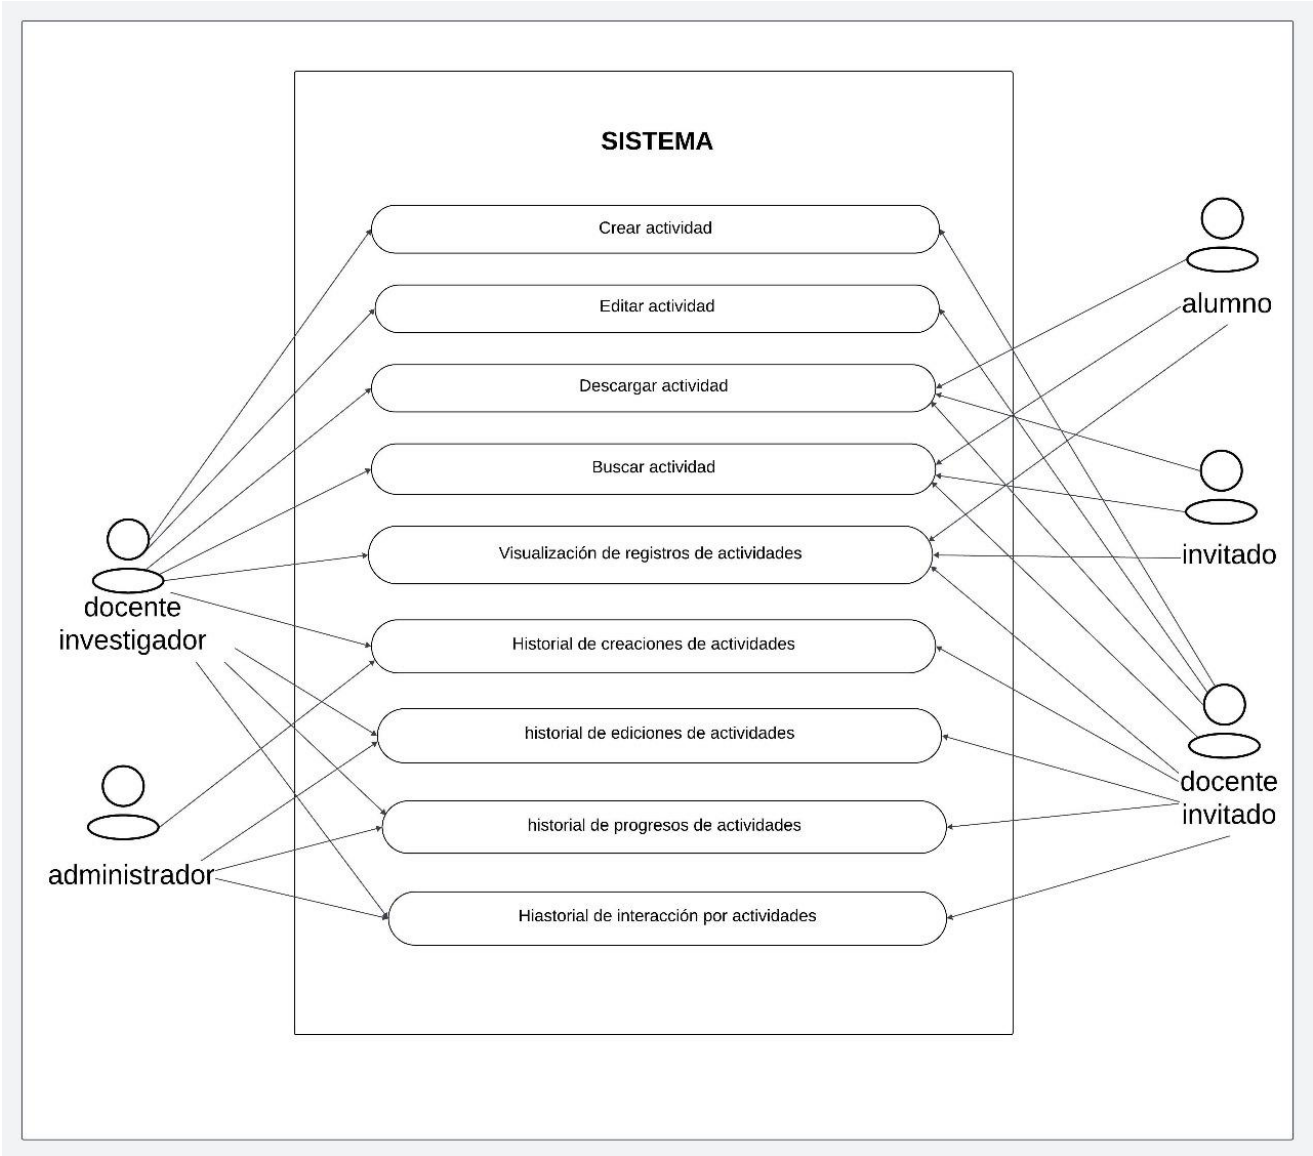 SISTEMA
Crear actividad
Editar actividad
Descargar actividad
Buscar actividad
Visualización de registros de actividades
Historial de creaciones de actividades
historial de ediciones de actividades
historial de progresos de actividades
Hiastorial de interacción por actividades
docente
investigador
administrador
alumno
invitado
docente
invitado